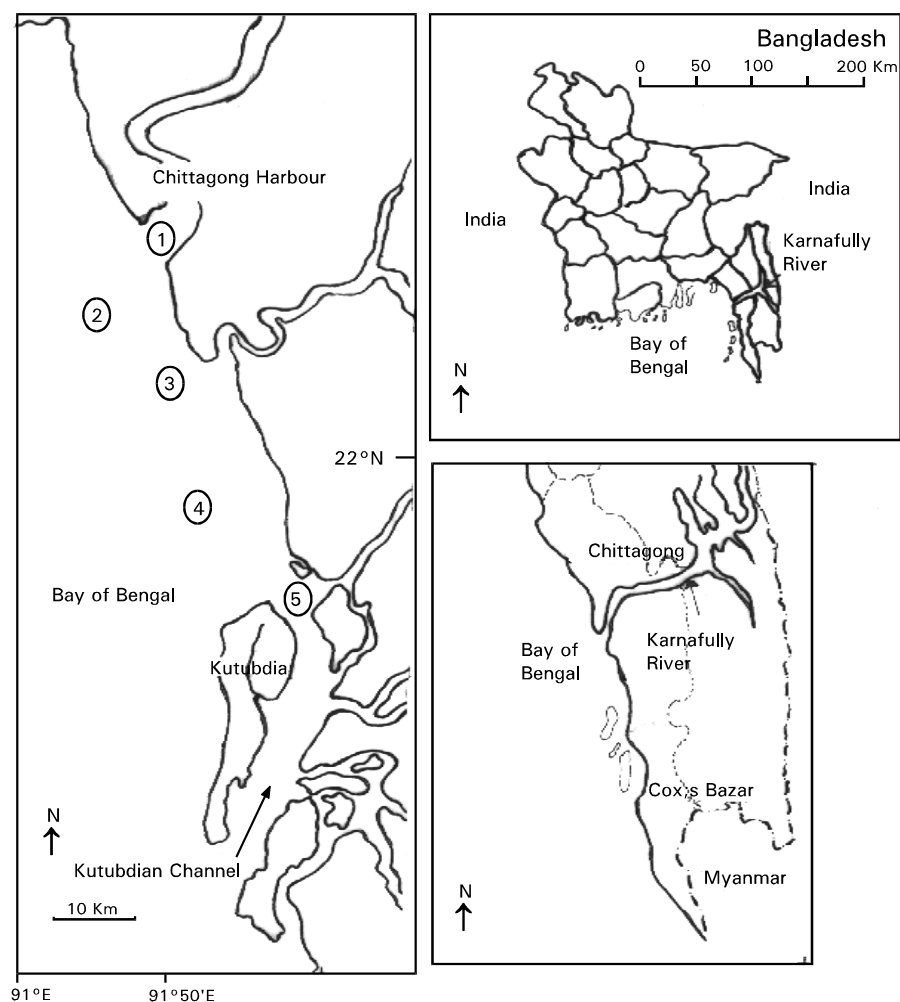 Chittagong Harbour
1
2
3
22°N
4
Bay of Bengal
5
Kutubdia
N
Kutubdian Channel
10 Km
91°E
91°50'E
Bangladesh
0 50 100 200 Km
India
India
Karnafully
River
Bay of
Bengal
N
Chittagong
Karnafully
River
Bay of
Bengal
Cox's Bazar
Myanmar
N